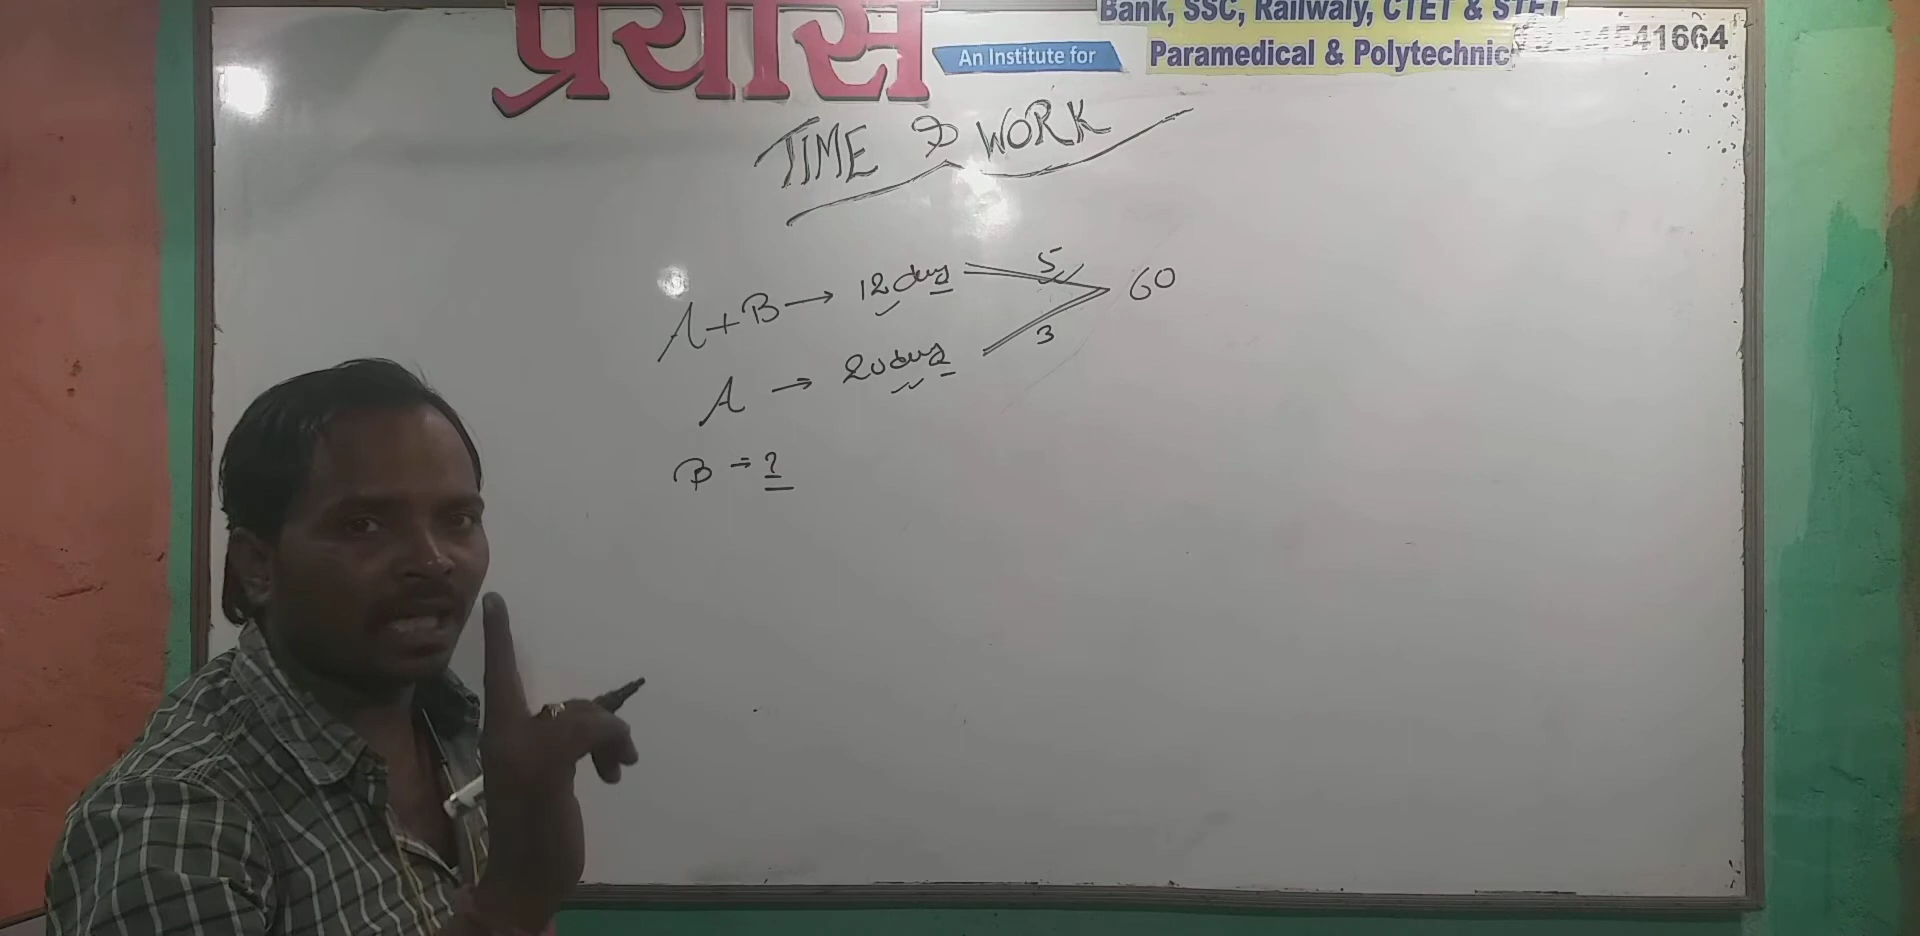 प्रयास
Bank, SSC, Railwaly, CTET & STET
An Institute for
Paramedical & Polytechnic
541664
TIME & WORK
A+B → 12 days 5 60
A → 20 days 3
B = ?